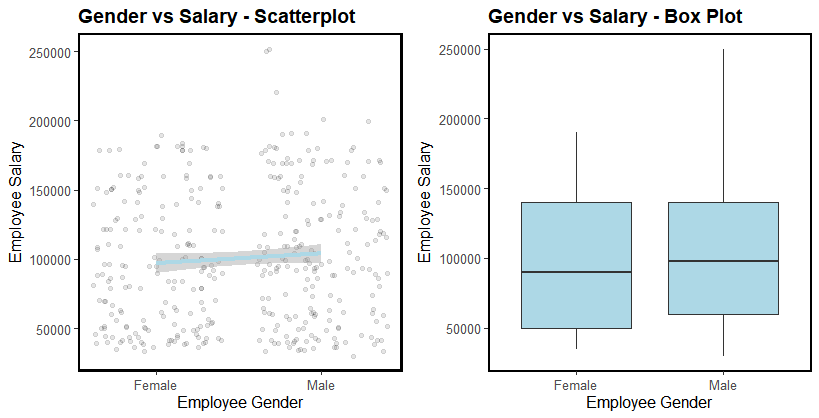 Gender vs Salary - Scatterplot
250000
200000
150000
100000
50000
Employee Salary
Female
Male
Employee Gender
Gender vs Salary - Box Plot
250000
200000
150000
100000
50000
Employee Salary
Female
Male
Employee Gender